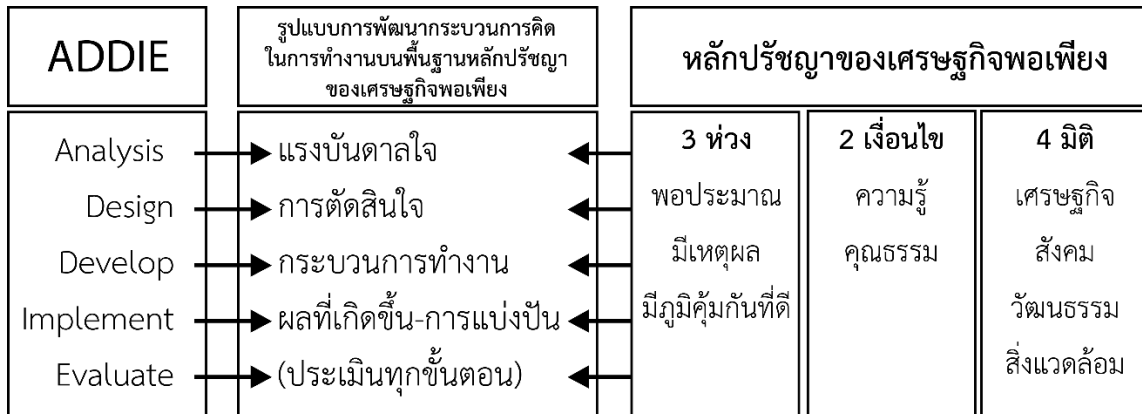 ADDIE
รูปแบบการพัฒนากระบวนการคิด
ในการทำงานบนพื้นฐานหลักปรัชญา
ของเศรษฐกิจพอเพียง
หลักปรัชญาของเศรษฐกิจพอเพียง
Analysis
Design
Develop
Implement
Evaluate
แรงบันดาลใจ
การตัดสินใจ
กระบวนการทำงาน
ผลที่เกิดขึ้น-การแบ่งปัน
(ประเมินทุกขั้นตอน)
3 ห่วง
พอประมาณ
มีเหตุผล
มีภูมิคุ้มกันที่ดี
2 เงื่อนไข
ความรู้
คุณธรรม
4 มิติ
เศรษฐกิจ
สังคม
วัฒนธรรม
สิ่งแวดล้อม